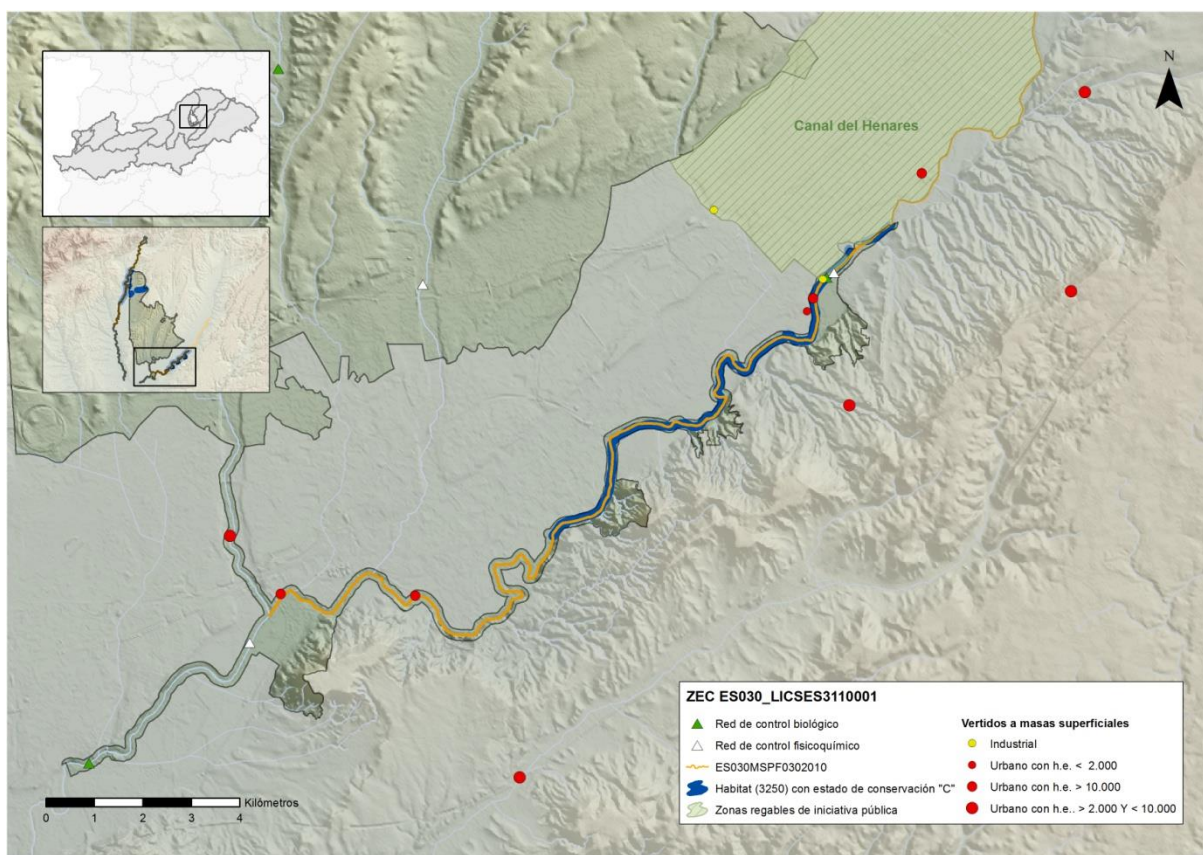 N
Canal del Henares
ZEC ES030_LICSES3110001
Red de control biológico
Red de control fisicoquímico
ES030MSPF0302010
Habitat (3250) con estado de conservación "C"
Zonas regables de iniciativa pública
Vertidos a masas superficiales
Industrial
Urbano con h.e. < 2.000
Urbano con h.e. > 10.000
Urbano con h.e.. > 2.000 Y < 10.000
Kilómetros
0 1 2 3 4